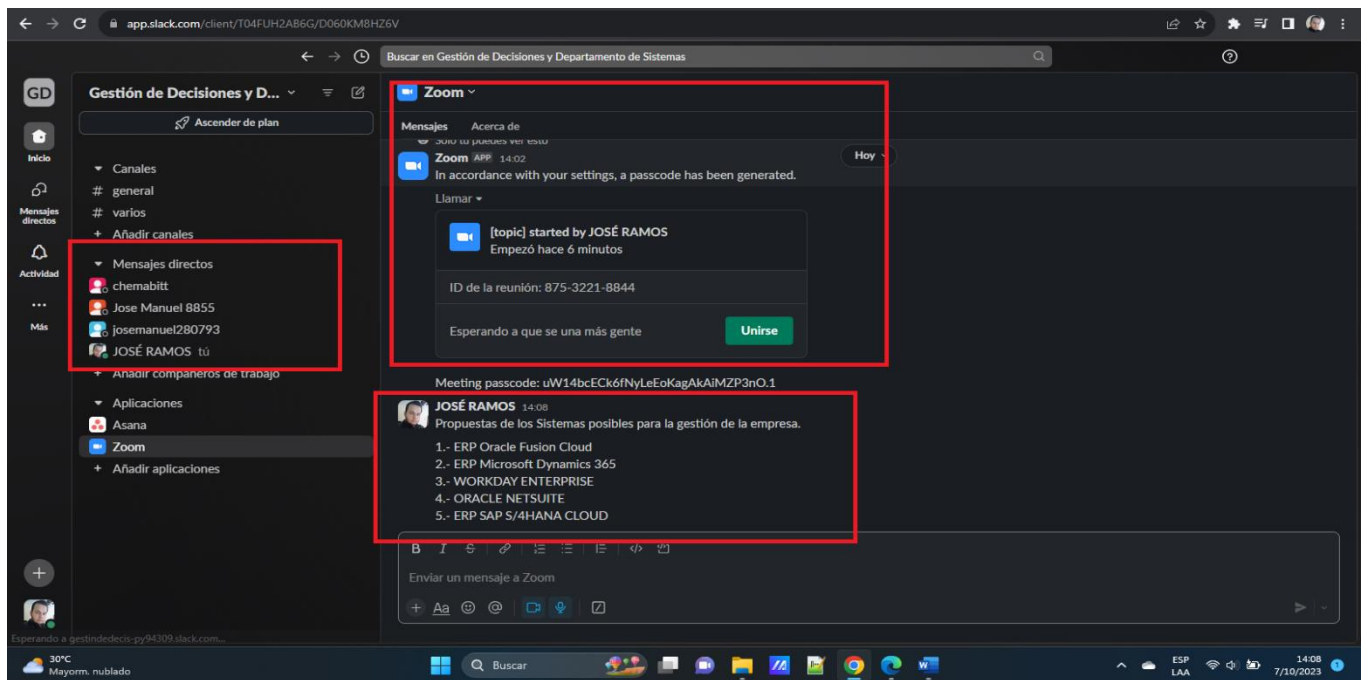 app.slack.com/client/T04FUH2AB6G/D060KM8HZ6V
Buscar en Gestión de Decisiones y Departamento de Sistemas
GD
Inicio
Mensajes directos
Actividad
Más
Gestión de Decisiones y D...
Ascender de plan
Canales
# general
# varios
+ Añadir canales
Mensajes directos
chemabitt
Jose Manuel 8855
josemanuel280793
JOSÉ RAMOS tú
+ Añadir compañeros de trabajo
Aplicaciones
Asana
Zoom
+ Añadir aplicaciones
Zoom
Mensajes Acerca de
Solo tú puedes ver esto
Hoy
Zoom APP 14:02
In accordance with your settings, a passcode has been generated.
Llamar
[topic] started by JOSÉ RAMOS
Empezó hace 6 minutos
ID de la reunión: 875-3221-8844
Esperando a que se una más gente
Unirse
Meeting passcode: uW14bcECk6fNyLeEoKagAkAiMZP3nO.1
JOSÉ RAMOS 14:08
Propuestas de los Sistemas posibles para la gestión de la empresa.
1.- ERP Oracle Fusion Cloud
2.- ERP Microsoft Dynamics 365
3.- WORKDAY ENTERPRISE
4.- ORACLE NETSUITE
5.- ERP SAP S/4HANA CLOUD
B I S
Enviar un mensaje a Zoom
+ Aa @
Esperando a gestindedecis-py94309.slack.com...
30°C
Mayorm. nublado
Buscar
ESP
LAA
14:08
7/10/2023
1